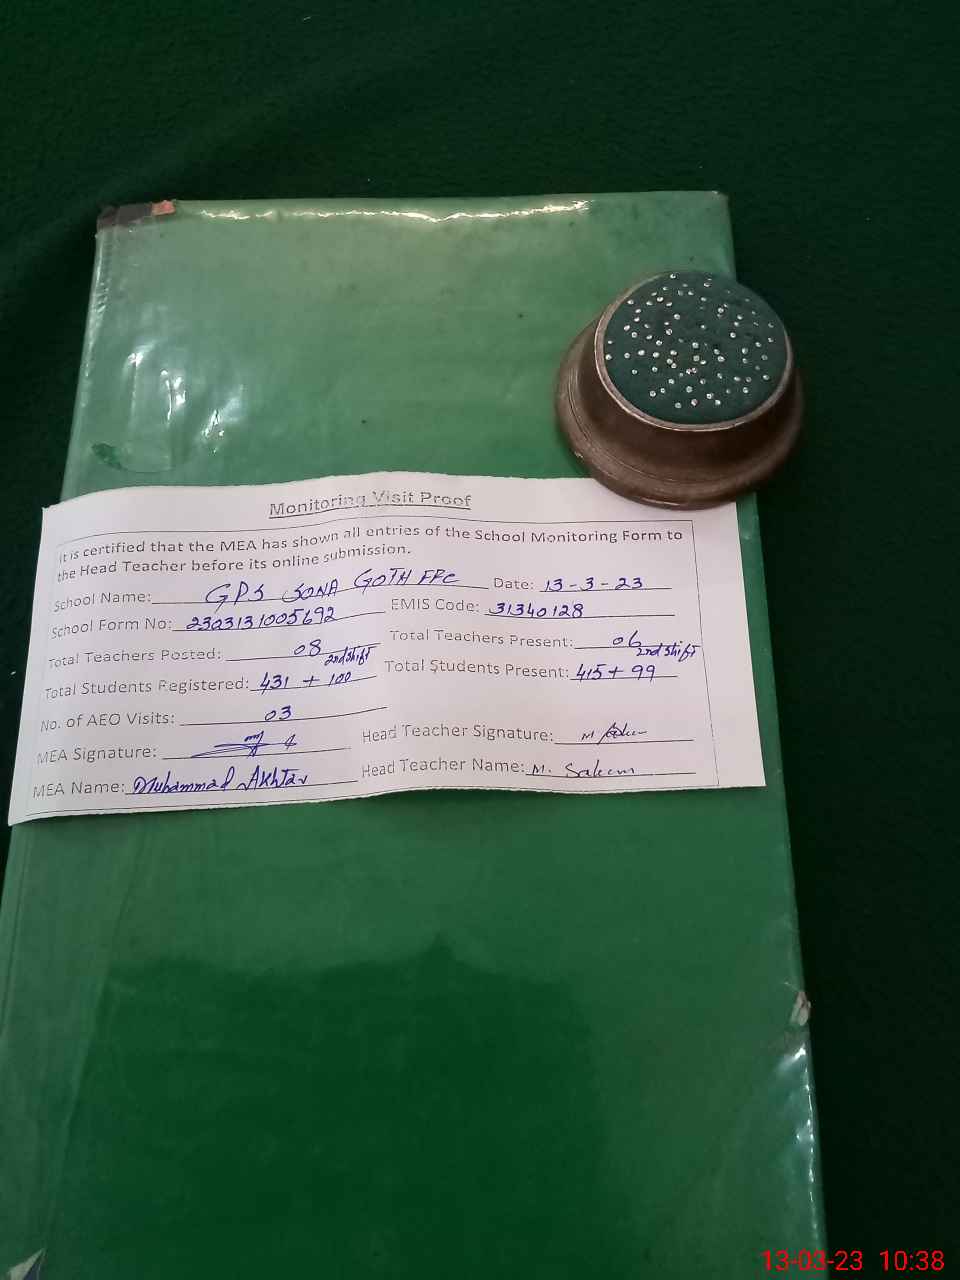 Monitoring Visit Proof
It is certified that the MEA has shown all entries of the School Monitoring Form to
the Head Teacher before its online submission.
School Name: GPS SONA GOTH FFC Date: 13-3-23
School Form No: 2303131005692 EMIS Code: 31340128
Total Teachers Posted: 08 Total Teachers Present: 06
2nd Shift 2nd Shift
Total Students Registered: 431 + 100 Total Students Present: 415 + 99
No. of AEO Visits: 03
MEA Signature: Head Teacher Signature:
MEA Name: Muhammad Akhtar Head Teacher Name: M. Saleem
13-03-23 10:38